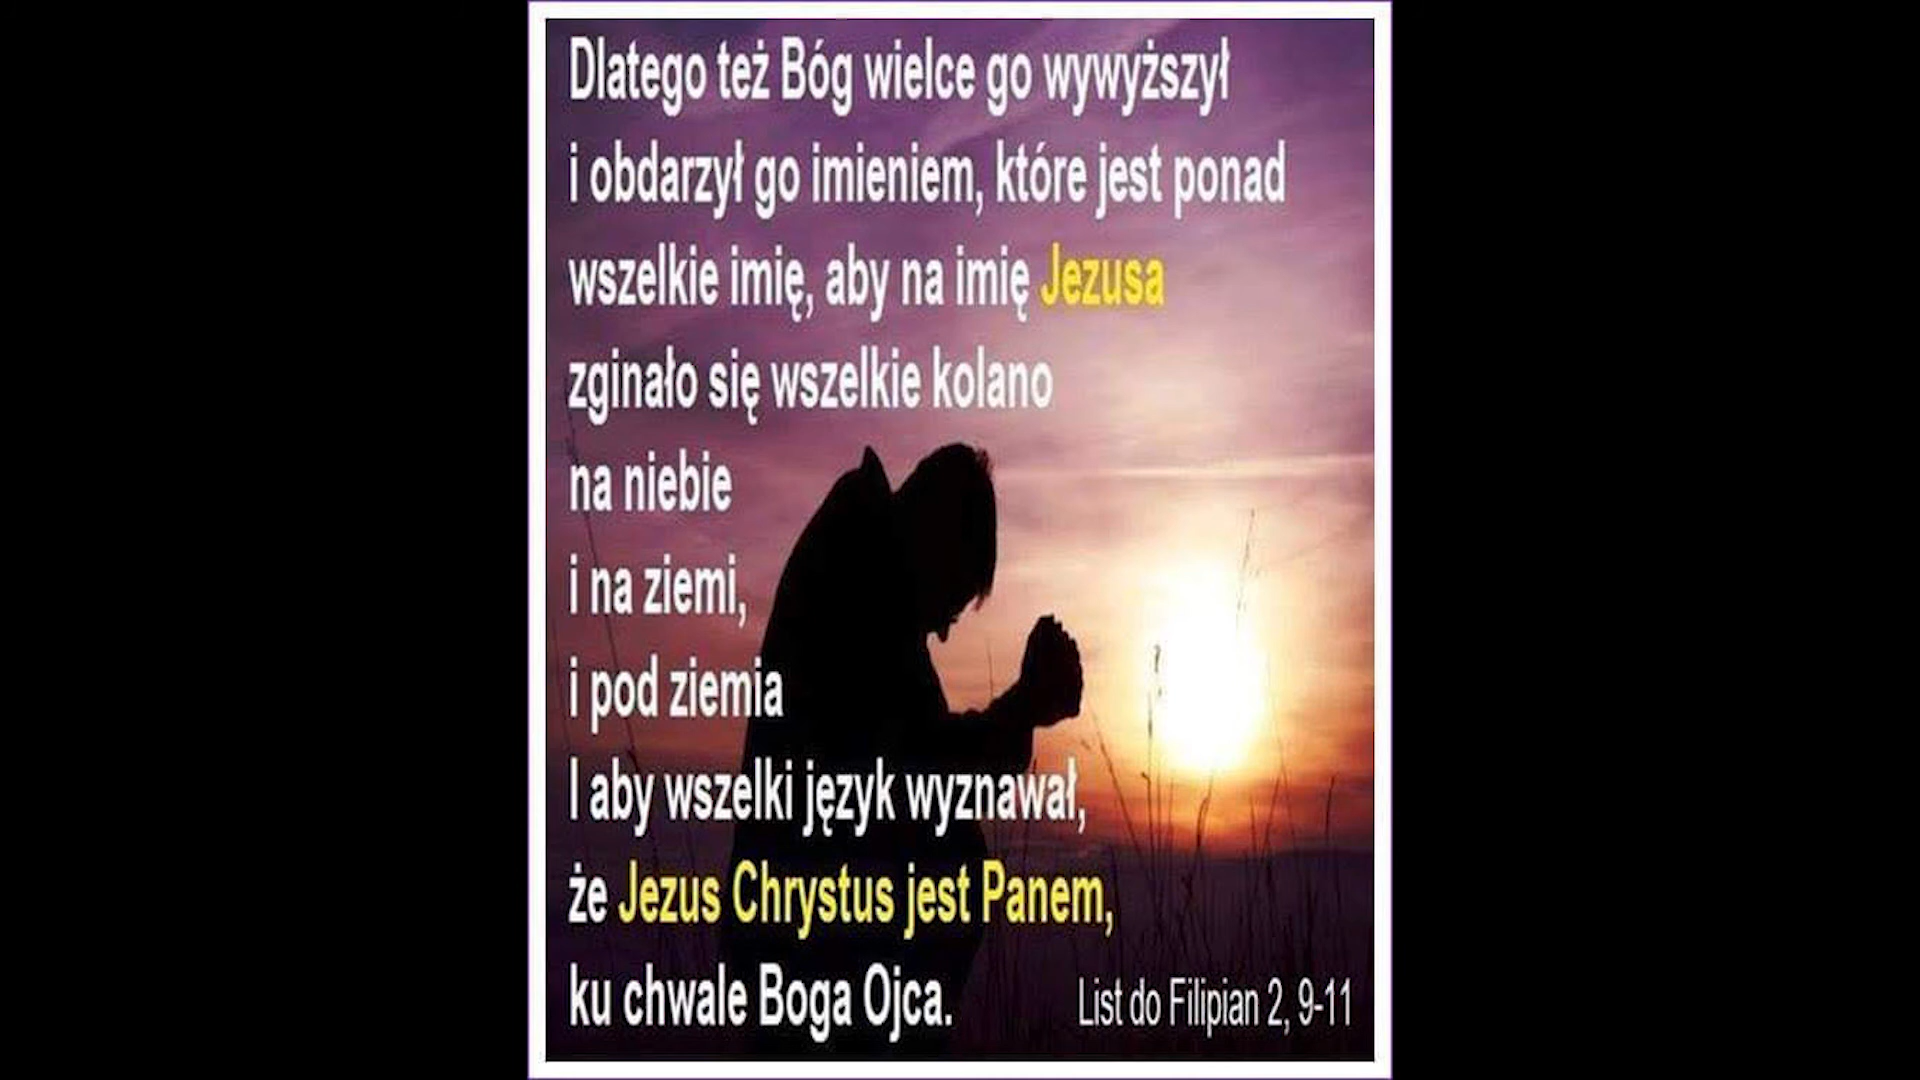 Dlatego też Bóg wielce go wywyższył
i obdarzył go imieniem, które jest ponad
wszelkie imię, aby na imię Jezusa
zginało się wszelkie kolano
na niebie
i na ziemi,
i pod ziemia
I aby wszelki język wyznawał,
że Jezus Chrystus jest Panem,
ku chwale Boga Ojca.
List do Filipian 2, 9-11